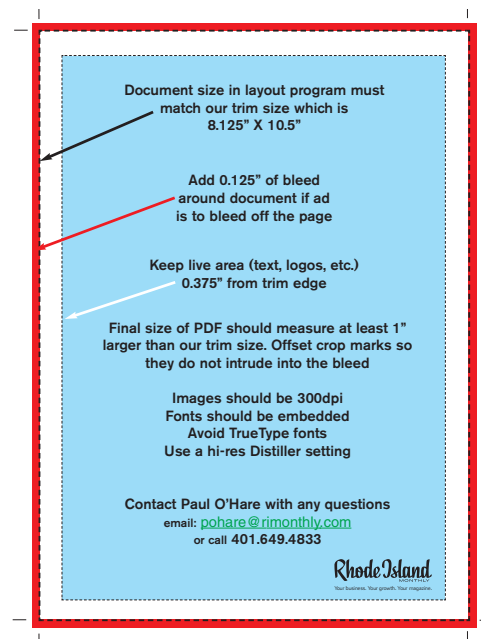 Document size in layout program must
match our trim size which is
8.125” X 10.5”
Add 0.125” of bleed
around document if ad
is to bleed off the page
Keep live area (text, logos, etc.)
0.375” from trim edge
Final size of PDF should measure at least 1”
larger than our trim size. Offset crop marks so
they do not intrude into the bleed
Images should be 300dpi
Fonts should be embedded
Avoid TrueType fonts
Use a hi-res Distiller setting
Contact Paul O’Hare with any questions
email: pohare@rimonthly.com
or call 401.649.4833
Rhode Island
MONTHLY
Your business. Your growth. Your magazine.